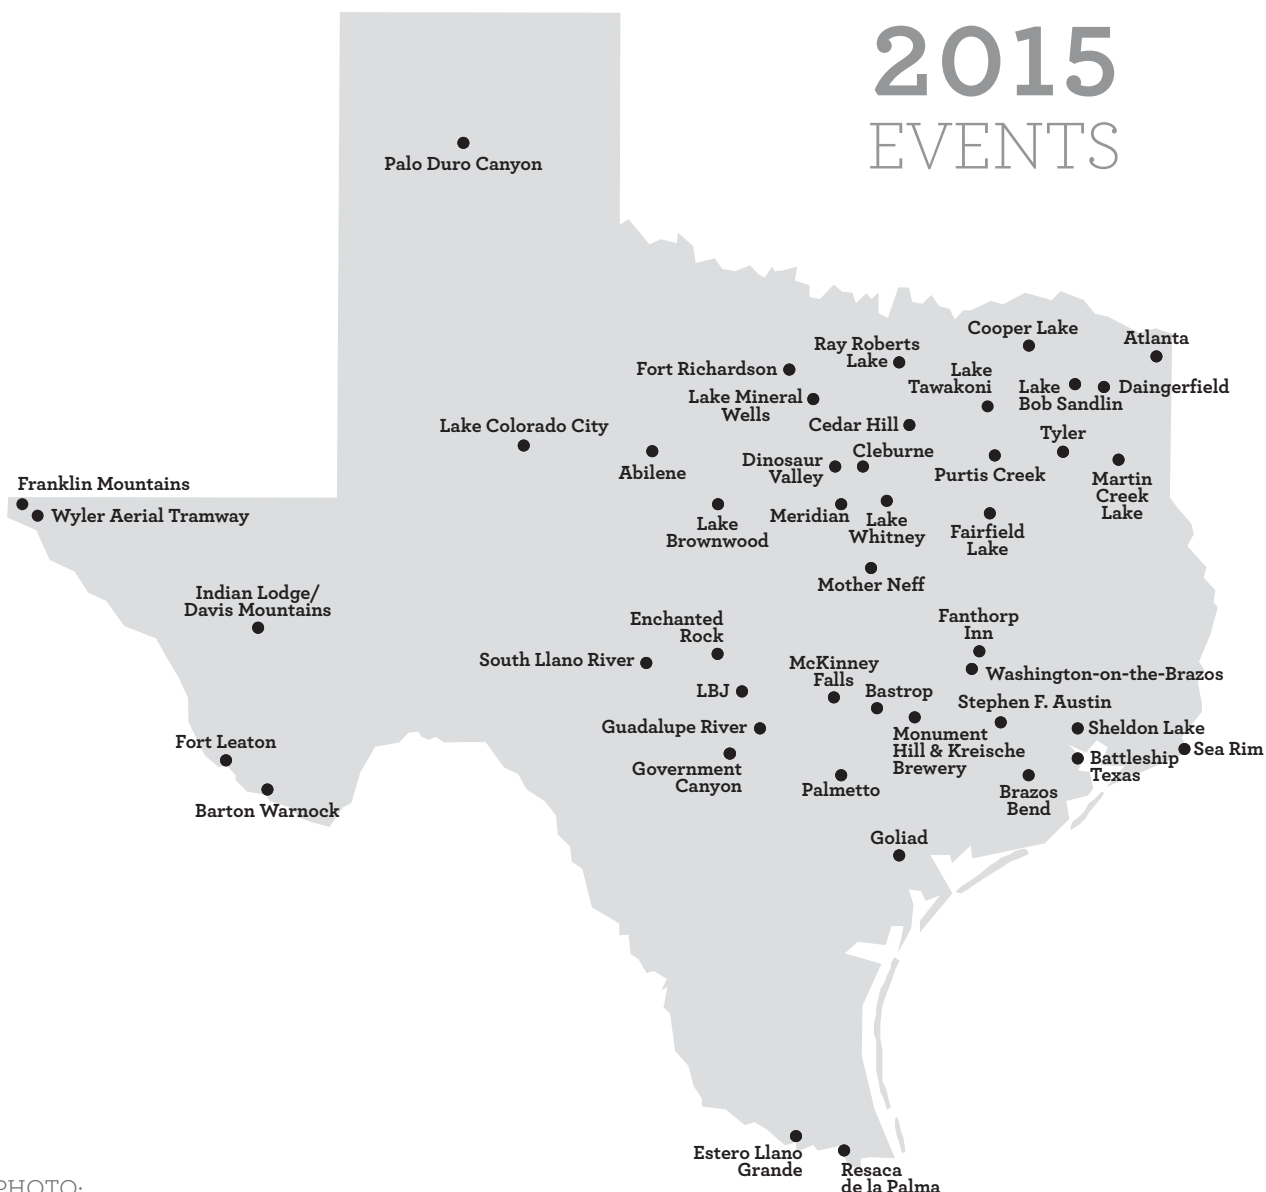 2015
EVENTS
Palo Duro Canyon
Cooper Lake
Atlanta
Ray Roberts
Lake
Fort Richardson
Lake
Tawakoni
Lake
Bob Sandlin
Daingerfield
Lake Mineral
Wells
Cedar Hill
Lake Colorado City
Tyler
Cleburne
Dinosaur
Valley
Abilene
Purtis Creek
Martin
Creek
Lake
Franklin Mountains
Wyler Aerial Tramway
Lake
Brownwood
Meridian
Lake
Whitney
Fairfield
Lake
Mother Neff
Indian Lodge/
Davis Mountains
Enchanted
Rock
Fanthorp
Inn
South Llano River
McKinney
Falls
Washington-on-the-Brazos
LBJ
Bastrop
Stephen F. Austin
Guadalupe River
Monument
Hill & Kreische
Brewery
Sheldon Lake
Sea Rim
Fort Leaton
Battleship
Texas
Government
Canyon
Palmetto
Brazos
Bend
Barton Warnock
Goliad
Estero Llano
Grande
Resaca
de la Palma
PHOTO: